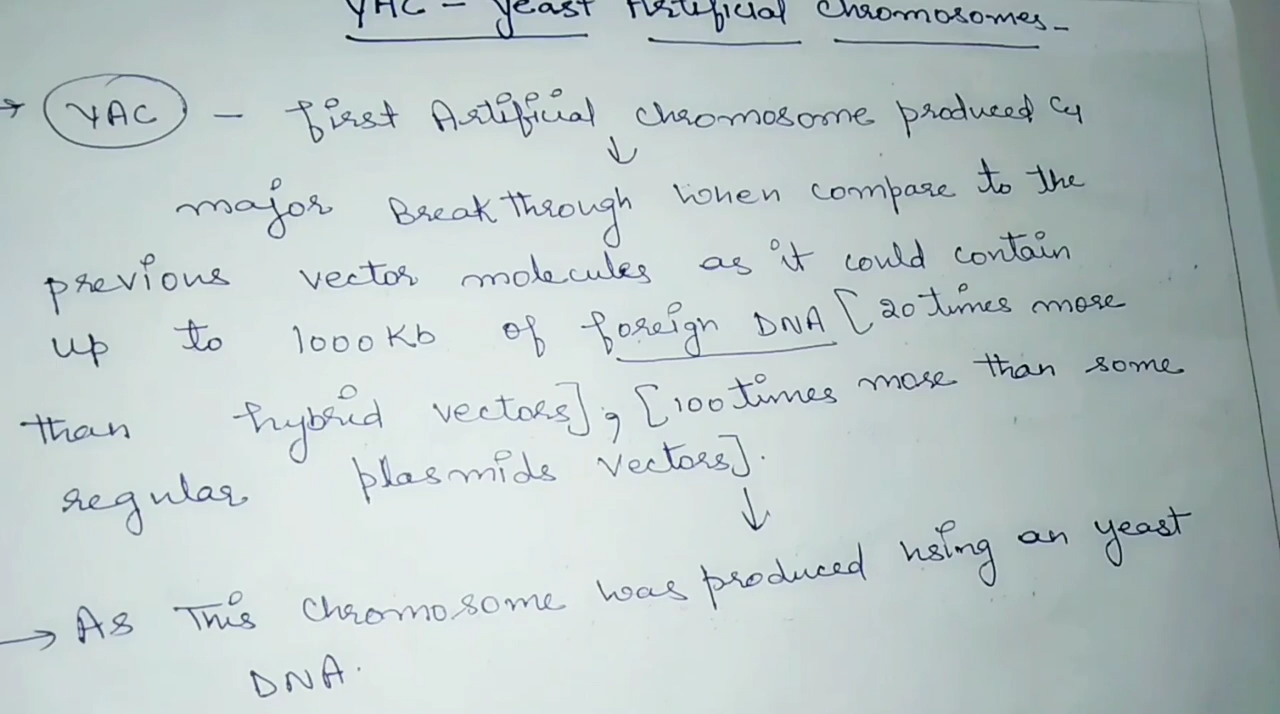 YAC - Yeast Artificial Chromosomes -
→ YAC - first Artificial chromosome produced &
↓
major Breakthrough when compare to the
previous vector molecules as it could contain
up to 1000 Kb of foreign DNA [20 times more
than hybrid vectors], [100 times more than some
regular plasmids vectors].
↓
→ As This chromosome was produced using an yeast
DNA.